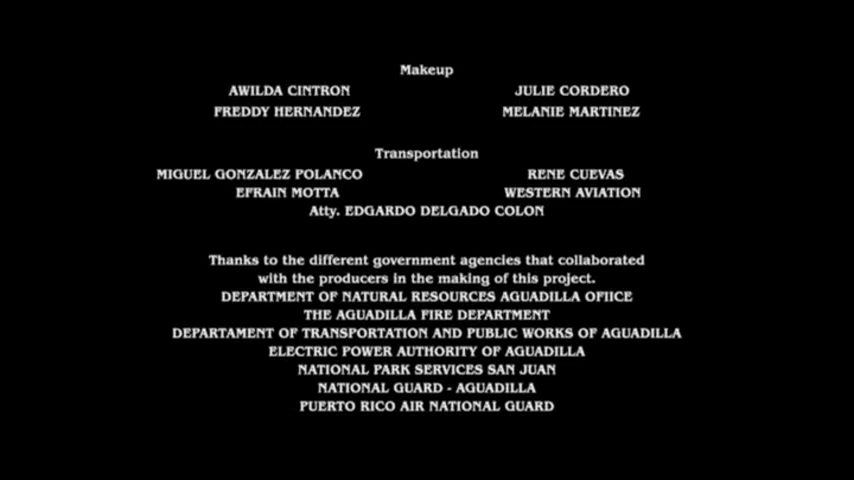 Makeup
AWILDA CINTRON JULIE CORDERO
FREDDY HERNANDEZ MELANIE MARTINEZ
Transportation
MIGUEL GONZALEZ POLANCO RENE CUEVAS
EFRAIN MOTTA WESTERN AVIATION
Atty. EDGARDO DELGADO COLON
Thanks to the different government agencies that collaborated
with the producers in the making of this project.
DEPARTMENT OF NATURAL RESOURCES AGUADILLA OFIICE
THE AGUADILLA FIRE DEPARTMENT
DEPARTAMENT OF TRANSPORTATION AND PUBLIC WORKS OF AGUADILLA
ELECTRIC POWER AUTHORITY OF AGUADILLA
NATIONAL PARK SERVICES SAN JUAN
NATIONAL GUARD - AGUADILLA
PUERTO RICO AIR NATIONAL GUARD